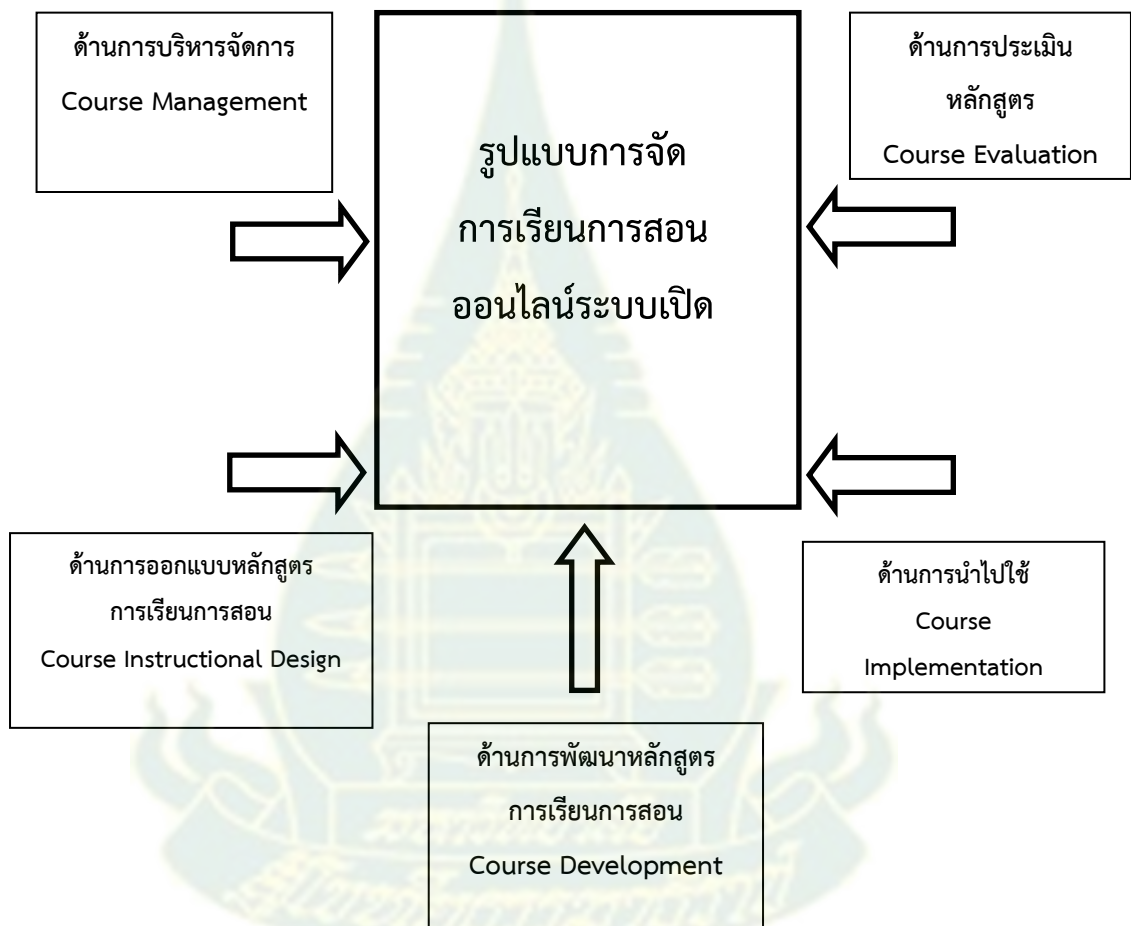 ด้านการบริหารจัดการ
Course Management
รูปแบบการจัด
การเรียนการสอน
ออนไลน์ระบบเปิด
ด้านการประเมิน
หลักสูตร
Course Evaluation
ด้านการออกแบบหลักสูตร
การเรียนการสอน
Course Instructional Design
ด้านการพัฒนาหลักสูตร
การเรียนการสอน
Course Development
ด้านการนำไปใช้
Course
Implementation